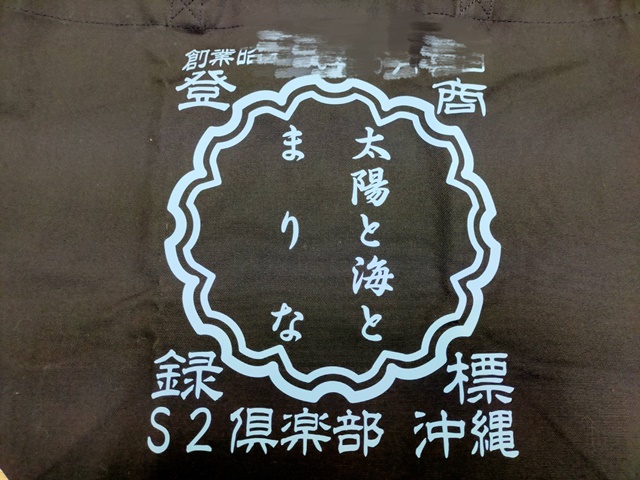 創業昭
登 商
太陽と海と
まりな
録 標
S2倶楽部 沖縄